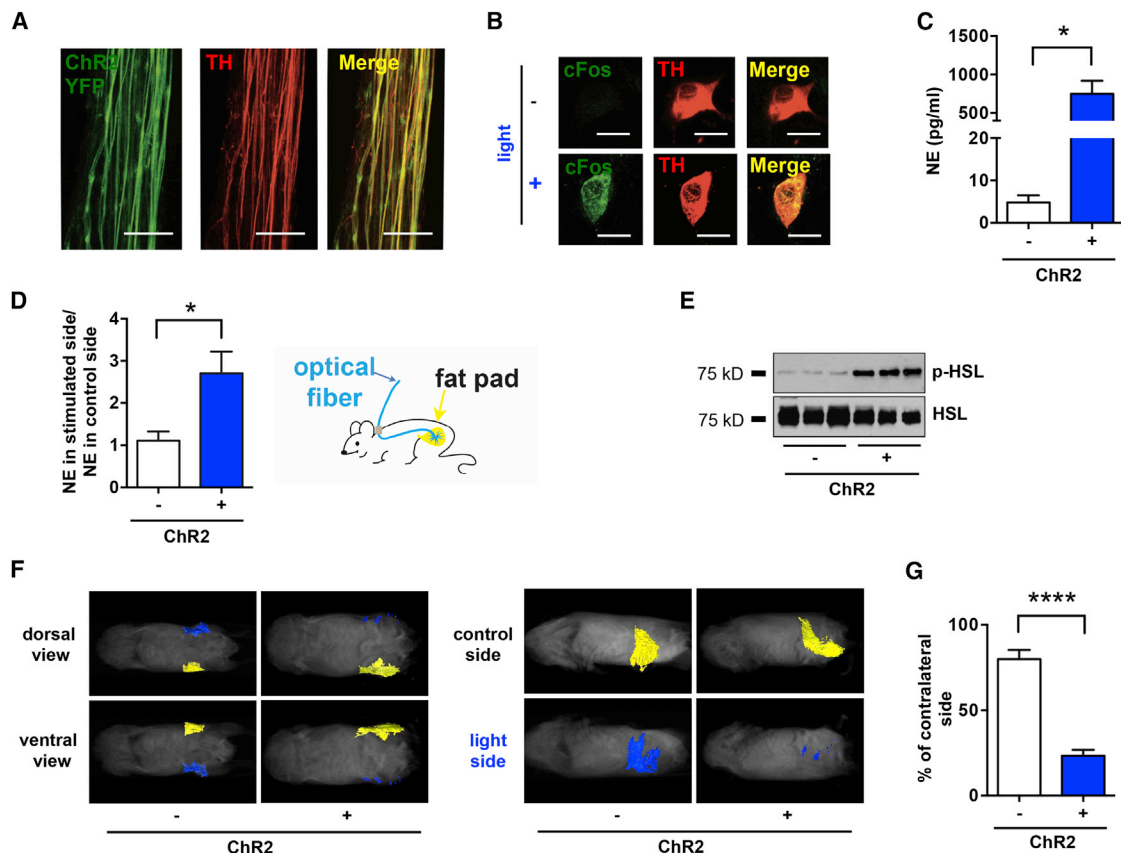 A
ChR2
YFP
TH
Merge
B
light
-
cFos
TH
Merge
+
cFos
TH
Merge
C
NE (pg/ml)
1500
1000
500
20
10
0
*
-
+
ChR2
D
NE in stimulated side/
NE in control side
4
3
2
1
0
*
-
+
ChR2
optical
fiber
fat pad
E
75 kD
p-HSL
75 kD
HSL
-
+
ChR2
F
dorsal
view
ventral
view
-
+
ChR2
control
side
light
side
-
+
ChR2
G
% of contralateral
side
100
50
0
****
-
+
ChR2